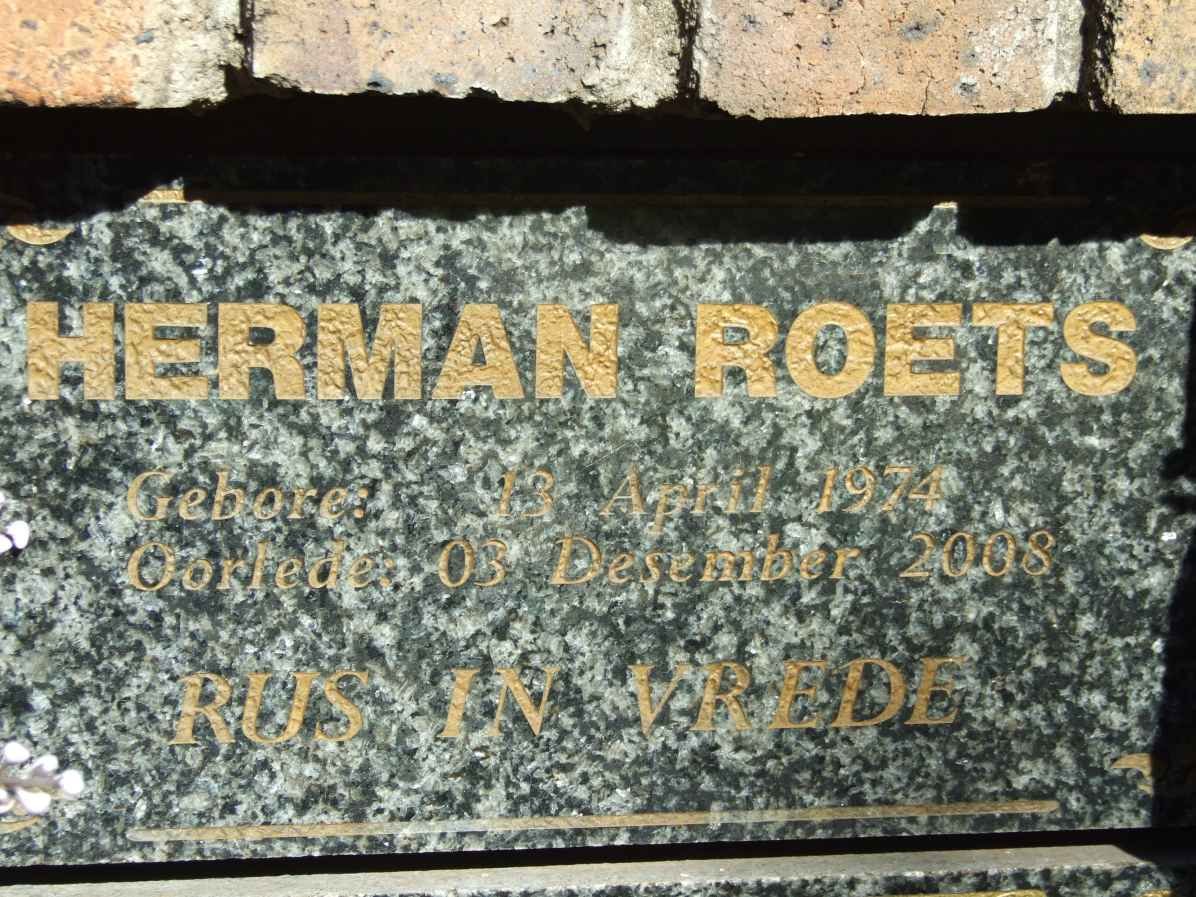 HERMAN ROETS
Gebore: 13 April 1974
Oorlede: 03 Desember 2008
RUS IN VREDE